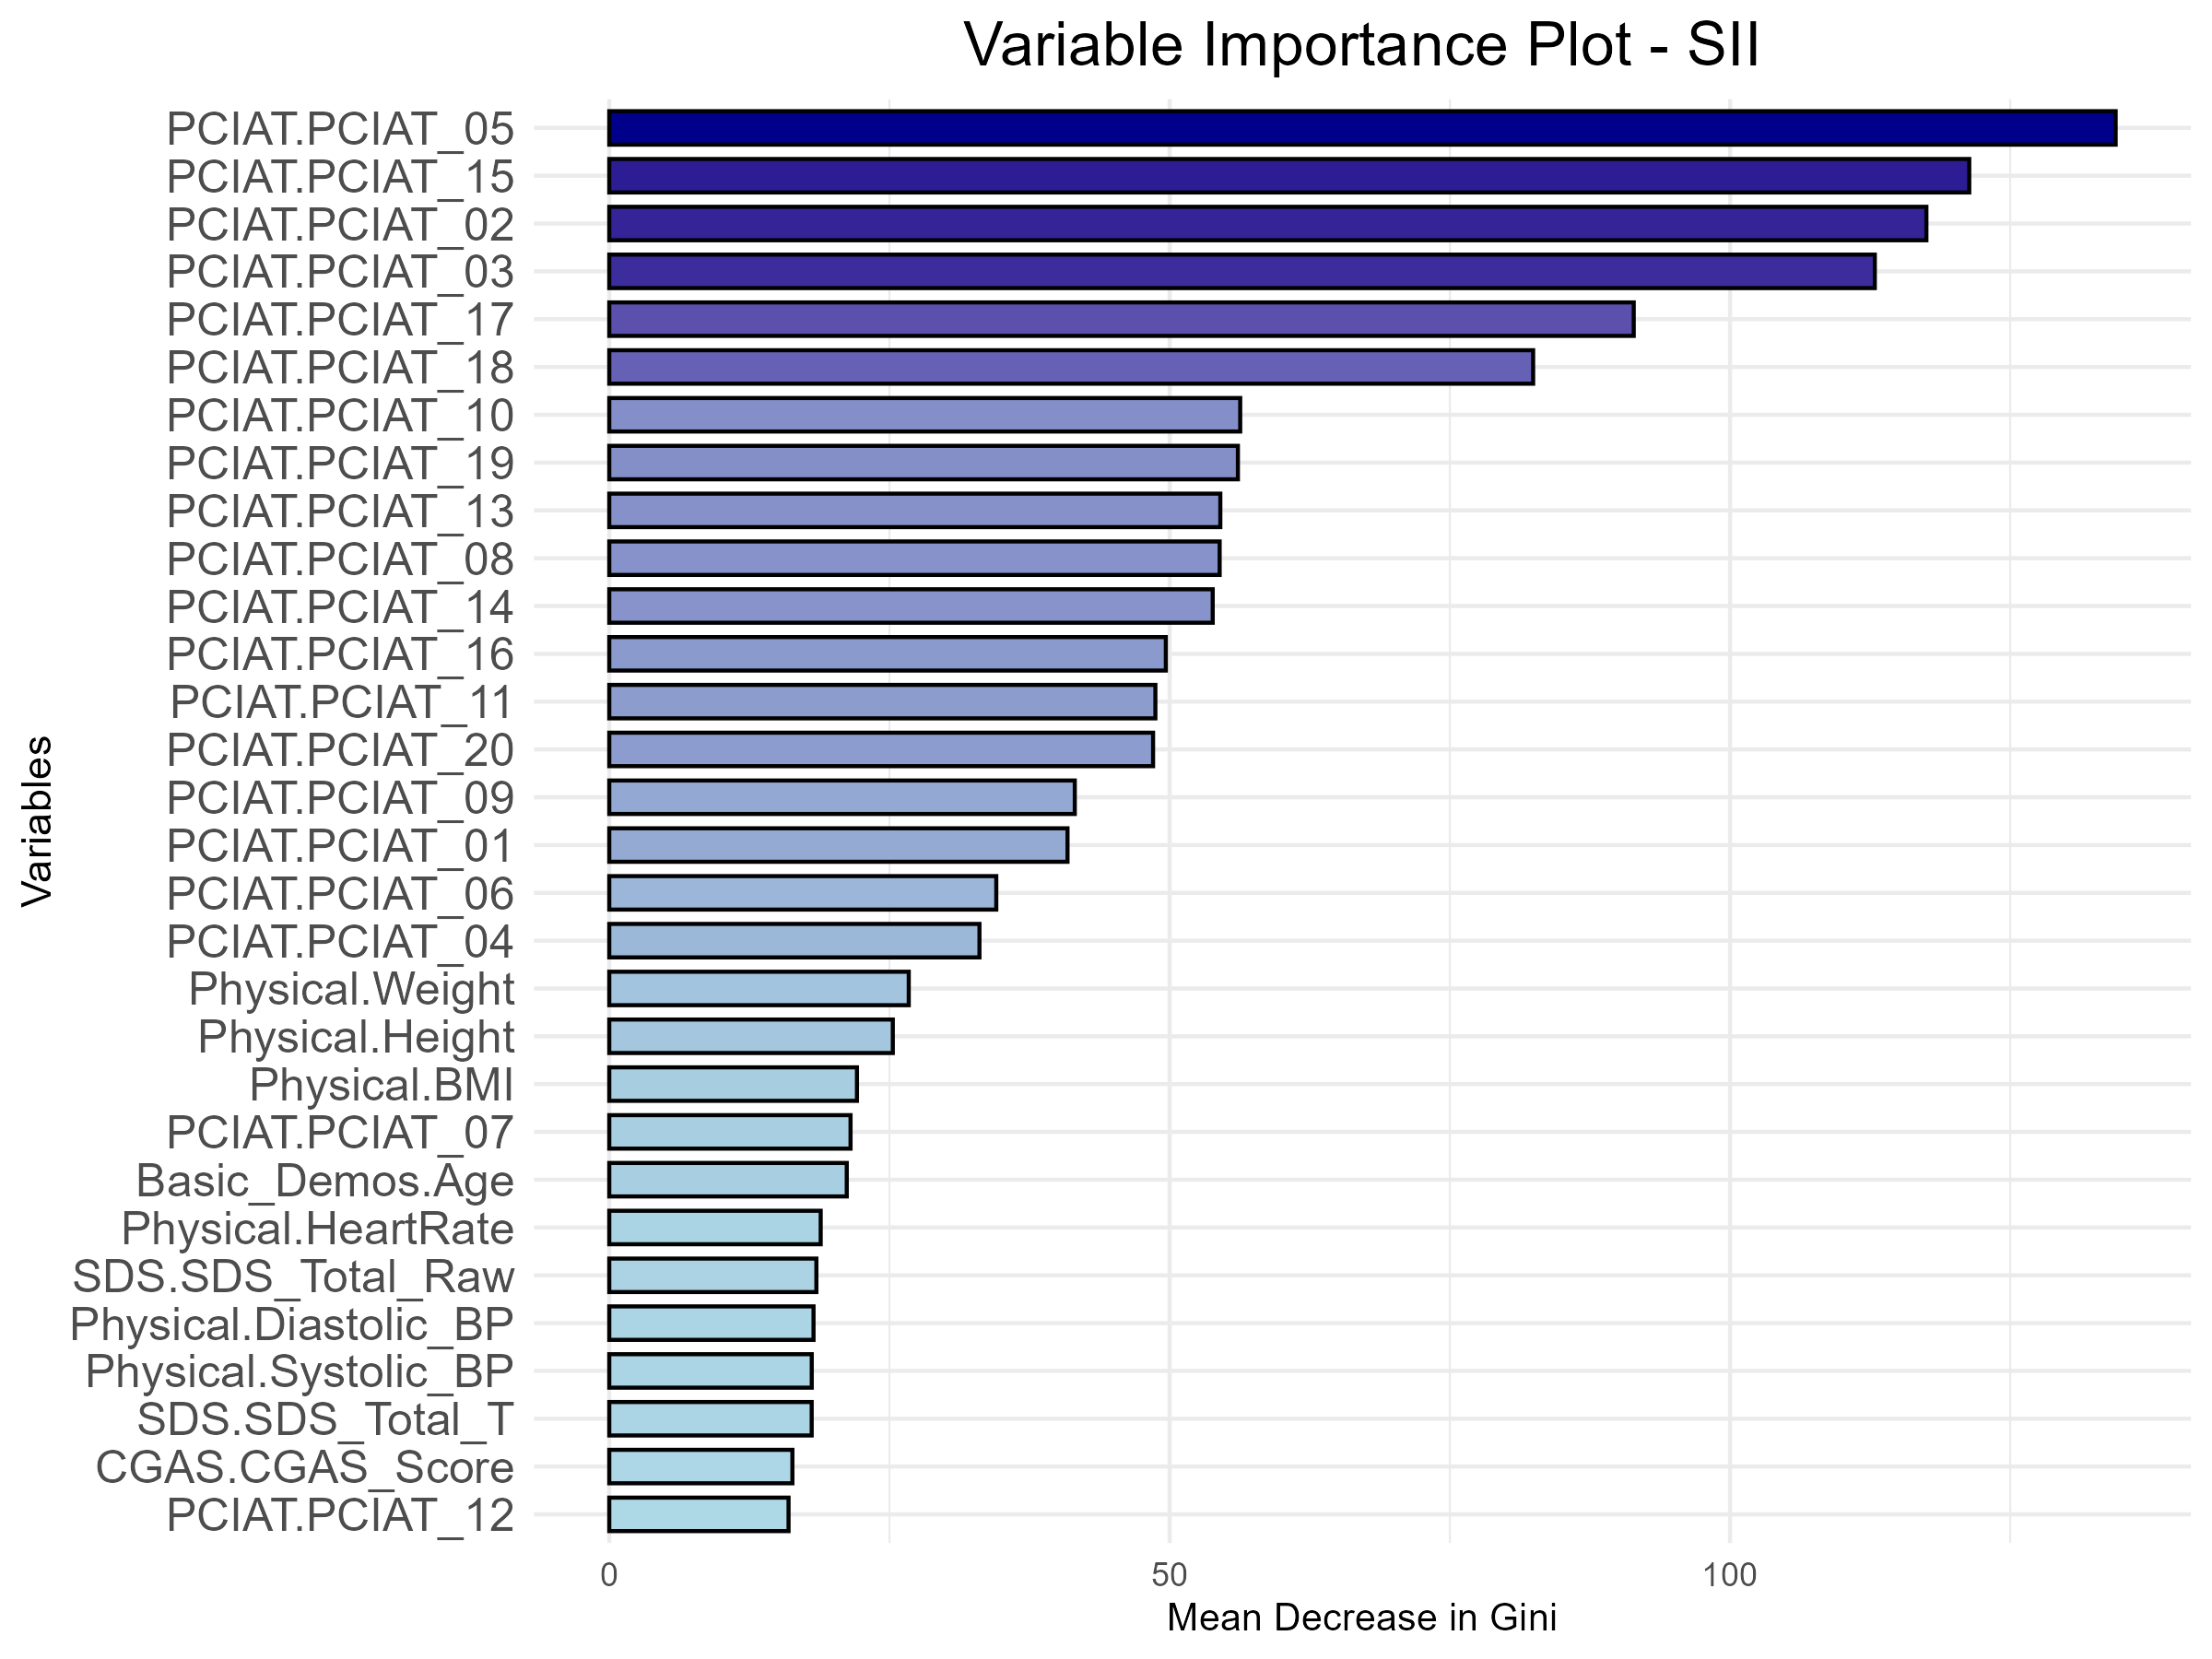 Variable Importance Plot - SII
PCIAT.PCIAT_05
PCIAT.PCIAT_15
PCIAT.PCIAT_02
PCIAT.PCIAT_03
PCIAT.PCIAT_17
PCIAT.PCIAT_18
PCIAT.PCIAT_10
PCIAT.PCIAT_19
PCIAT.PCIAT_13
PCIAT.PCIAT_08
PCIAT.PCIAT_14
PCIAT.PCIAT_16
PCIAT.PCIAT_11
PCIAT.PCIAT_20
PCIAT.PCIAT_09
PCIAT.PCIAT_01
PCIAT.PCIAT_06
PCIAT.PCIAT_04
Physical.Weight
Physical.Height
Physical.BMI
PCIAT.PCIAT_07
Basic_Demos.Age
Physical.HeartRate
SDS.SDS_Total_Raw
Physical.Diastolic_BP
Physical.Systolic_BP
SDS.SDS_Total_T
CGAS.CGAS_Score
PCIAT.PCIAT_12
Variables
0 50 100
Mean Decrease in Gini